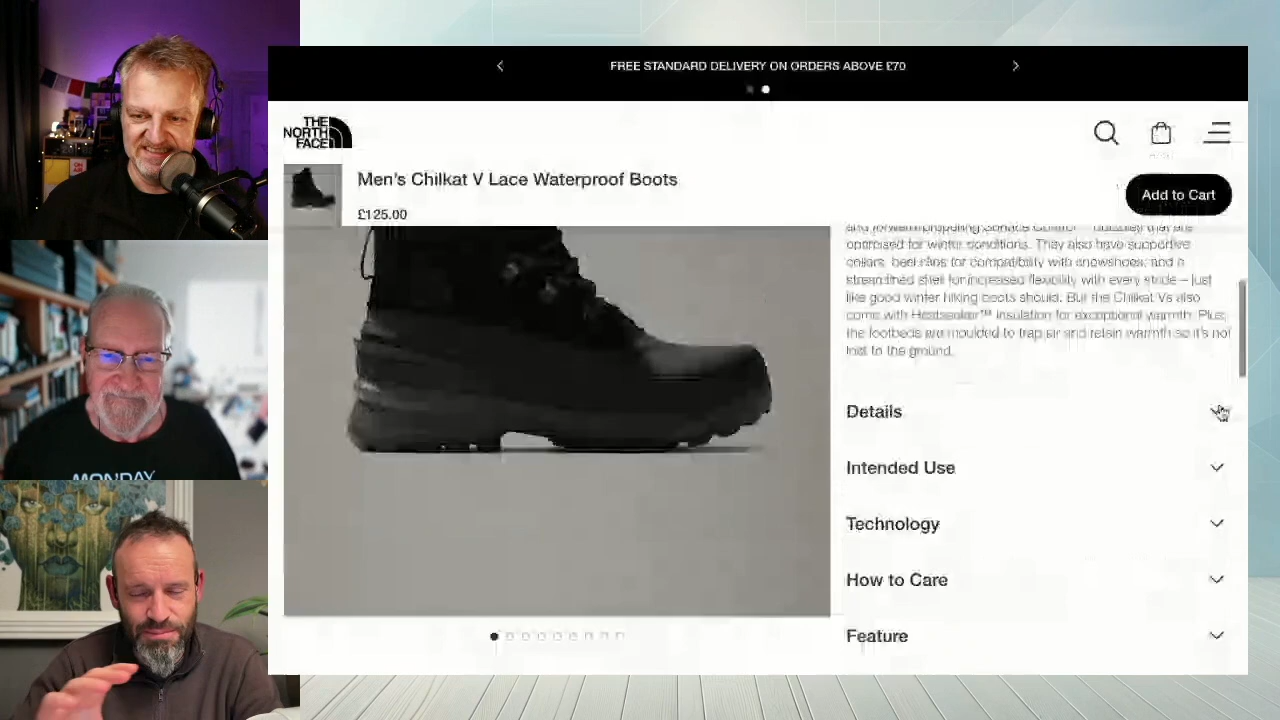 FREE STANDARD DELIVERY ON ORDERS ABOVE £70
THE
NORTH
FACE
Men's Chilkat V Lace Waterproof Boots
£125.00
Add to Cart
optimised for winter conditions. They also have supportive
collars, heel rides for compatibility with snowshoes, and a
streamlined shell for increased flexibility with every stride – just
like good winter hiking boots should. But the Chilkat Vs also
come with Heatseeker™ insulation for exceptional warmth. Plus,
the footbeds are moulded to trap air and retain warmth so it's not
lost to the ground.
Details
Intended Use
Technology
How to Care
Feature
MONDAY